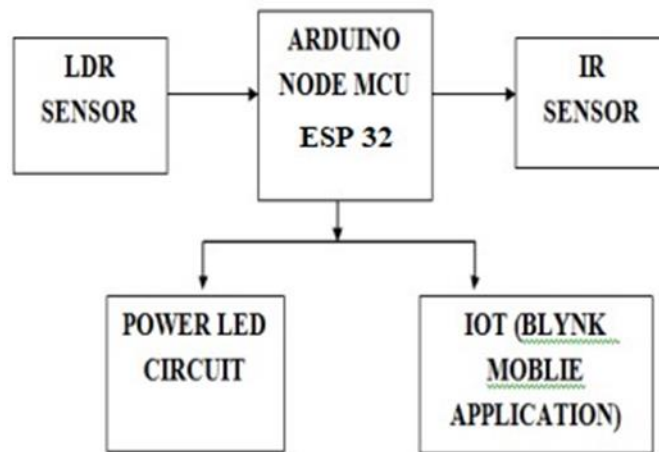 LDR
SENSOR
ARDUINO
NODE MCU
ESP 32
IR
SENSOR
POWER LED
CIRCUIT
IOT (BLYNK
MOBLIE
APPLICATION)